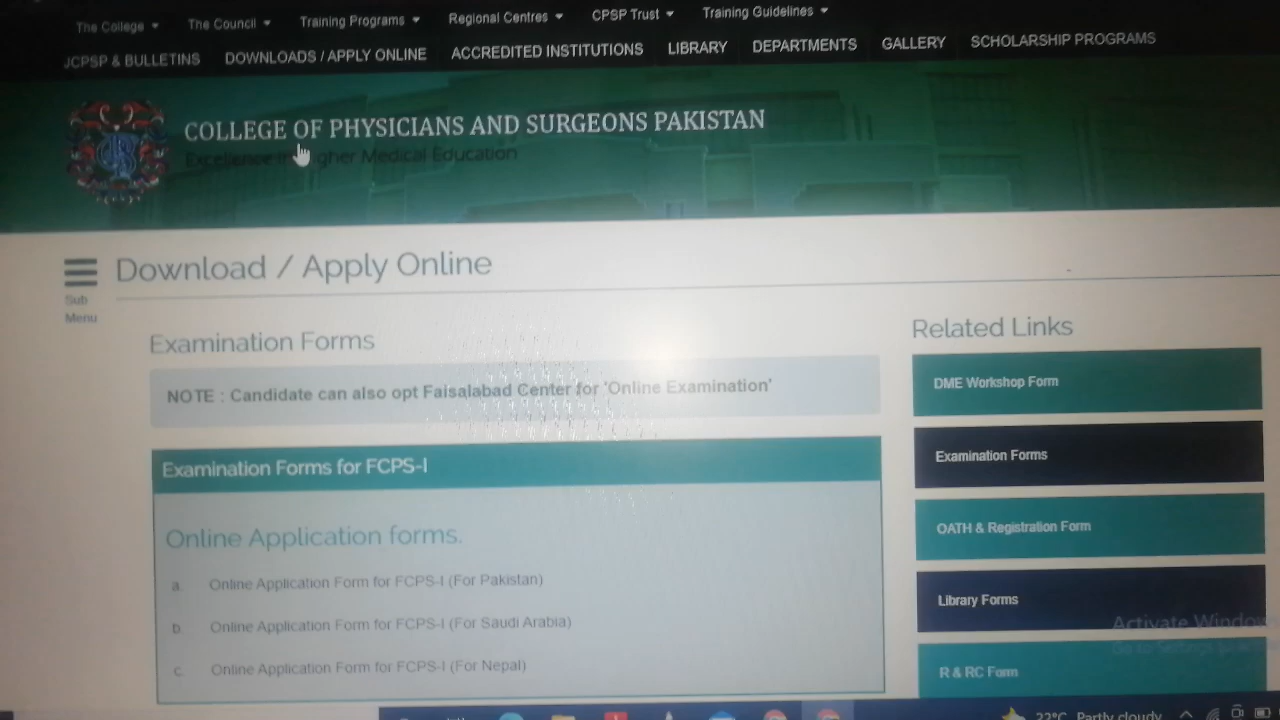 The College The Council Training Programs Regional Centres CPSP Trust Training Guidelines
JCPSP & BULLETINS DOWNLOADS / APPLY ONLINE ACCREDITED INSTITUTIONS LIBRARY DEPARTMENTS GALLERY SCHOLARSHIP PROGRAMS
COLLEGE OF PHYSICIANS AND SURGEONS PAKISTAN
Excellence Medical Education
Download / Apply Online
Sub
Menu
Examination Forms
NOTE : Candidate can also opt Faisalabad Center for 'Online Examination'
Examination Forms for FCPS-I
Online Application forms.
a. Online Application Form for FCPS-I (For Pakistan)
b. Online Application Form for FCPS-I (For Saudi Arabia)
c. Online Application Form for FCPS-I (For Nepal)
Related Links
DME Workshop Form
Examination Forms
OATH & Registration Form
Library Forms
R & RC Form
Activate Window
Go to Settings
22°C Partly cloudy